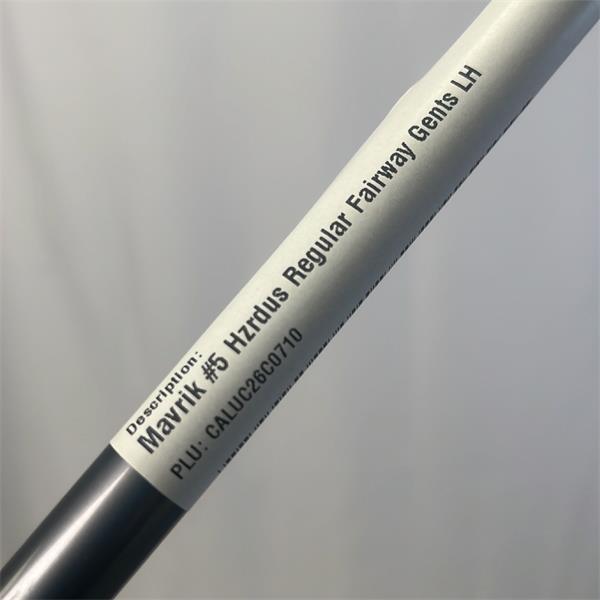 Description:
Mavrik #5 Hzrdus Regular Fairway Gents LH
PLU: CALUC26C0710